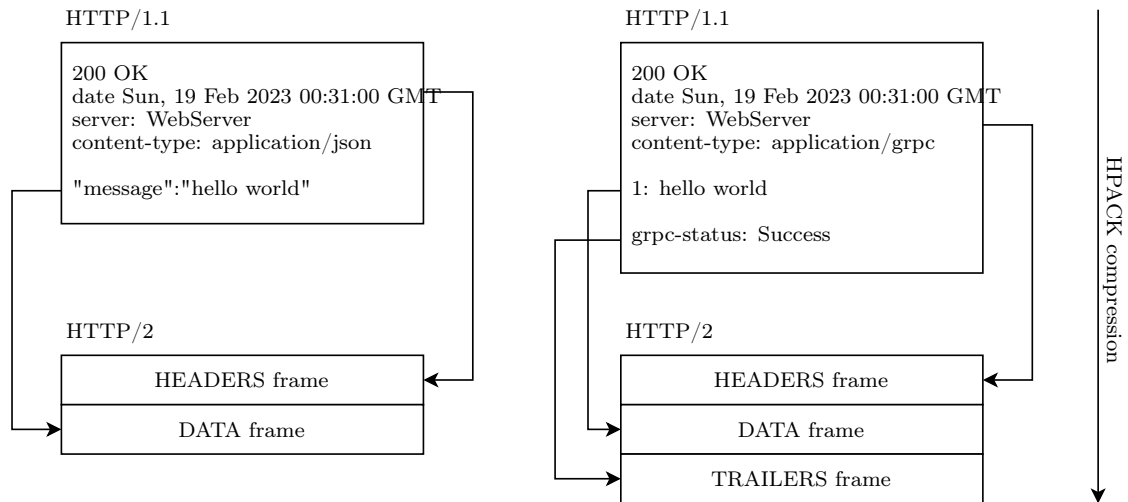 HTTP/1.1
200 OK
date Sun, 19 Feb 2023 00:31:00 GMT
server: WebServer
content-type: application/json
"message":"hello world"
HTTP/2
HEADERS frame
DATA frame
HTTP/1.1
200 OK
date Sun, 19 Feb 2023 00:31:00 GMT
server: WebServer
content-type: application/grpc
1: hello world
grpc-status: Success
HTTP/2
HEADERS frame
DATA frame
TRAILERS frame
HPACK compression